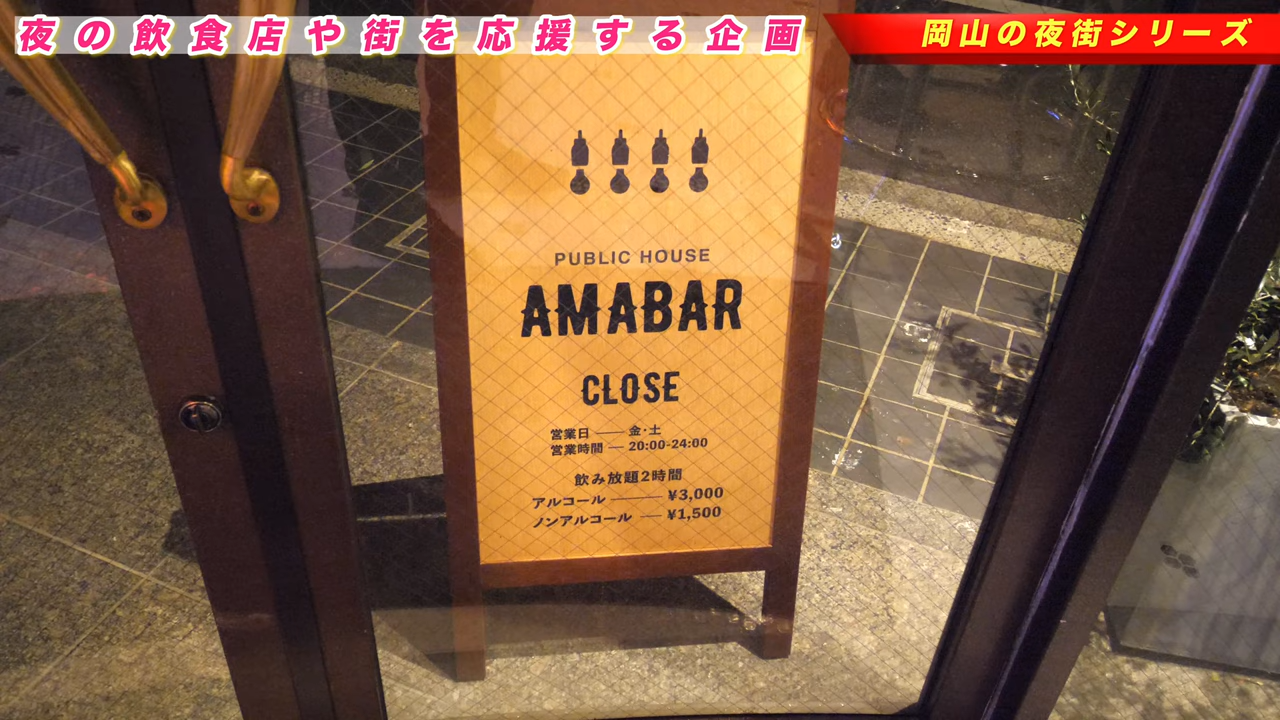 夜の飲食店や街を応援する企画
岡山の夜街シリーズ
PUBLIC HOUSE
AMABAR
CLOSE
営業日 ── 金・土
営業時間 ─ 20:00-24:00
飲み放題2時間
アルコール ─── ¥3,000
ノンアルコール ─ ¥1,500